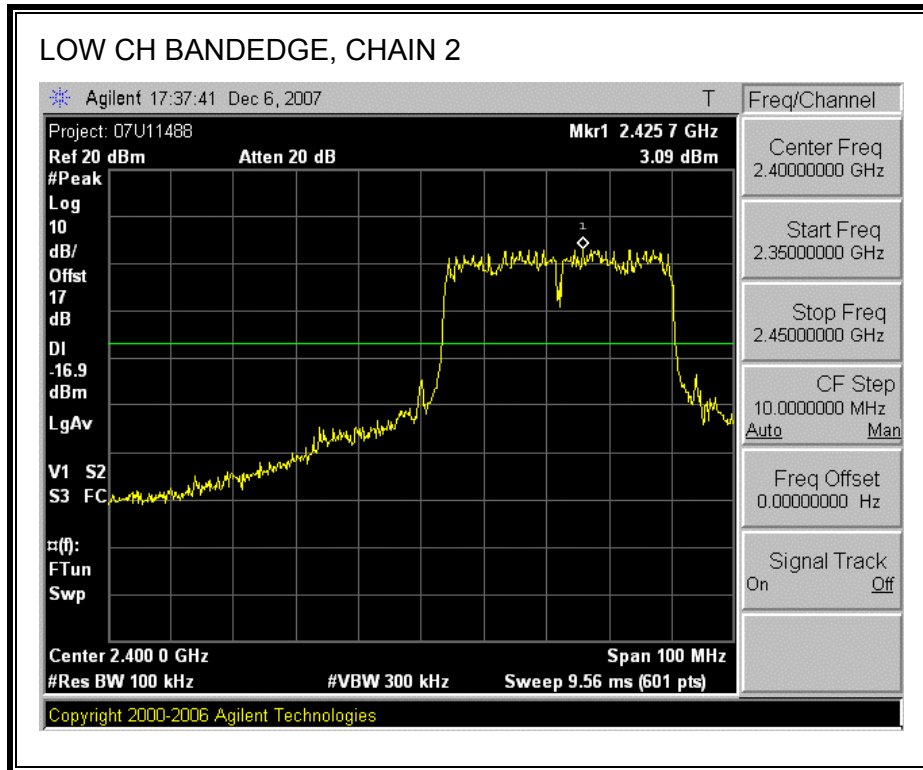 LOW CH BANDEDGE, CHAIN 2
Agilent 17:37:41 Dec 6, 2007 T
Freq/Channel
Project: 07U11488 Mkr1 2.425 7 GHz
Ref 20 dBm Atten 20 dB 3.09 dBm
#Peak
Log
10
dB/
Offst
17
dB
DI
-16.9
dBm
LgAv
V1 S2
S3 FC
¤(f):
FTun
Swp
1
Center 2.400 0 GHz Span 100 MHz
#Res BW 100 kHz #VBW 300 kHz Sweep 9.56 ms (601 pts)
Copyright 2000-2006 Agilent Technologies
Center Freq
2.40000000 GHz
Start Freq
2.35000000 GHz
Stop Freq
2.45000000 GHz
CF Step
10.0000000 MHz
Auto Man
Freq Offset
0.00000000 Hz
Signal Track
On Off